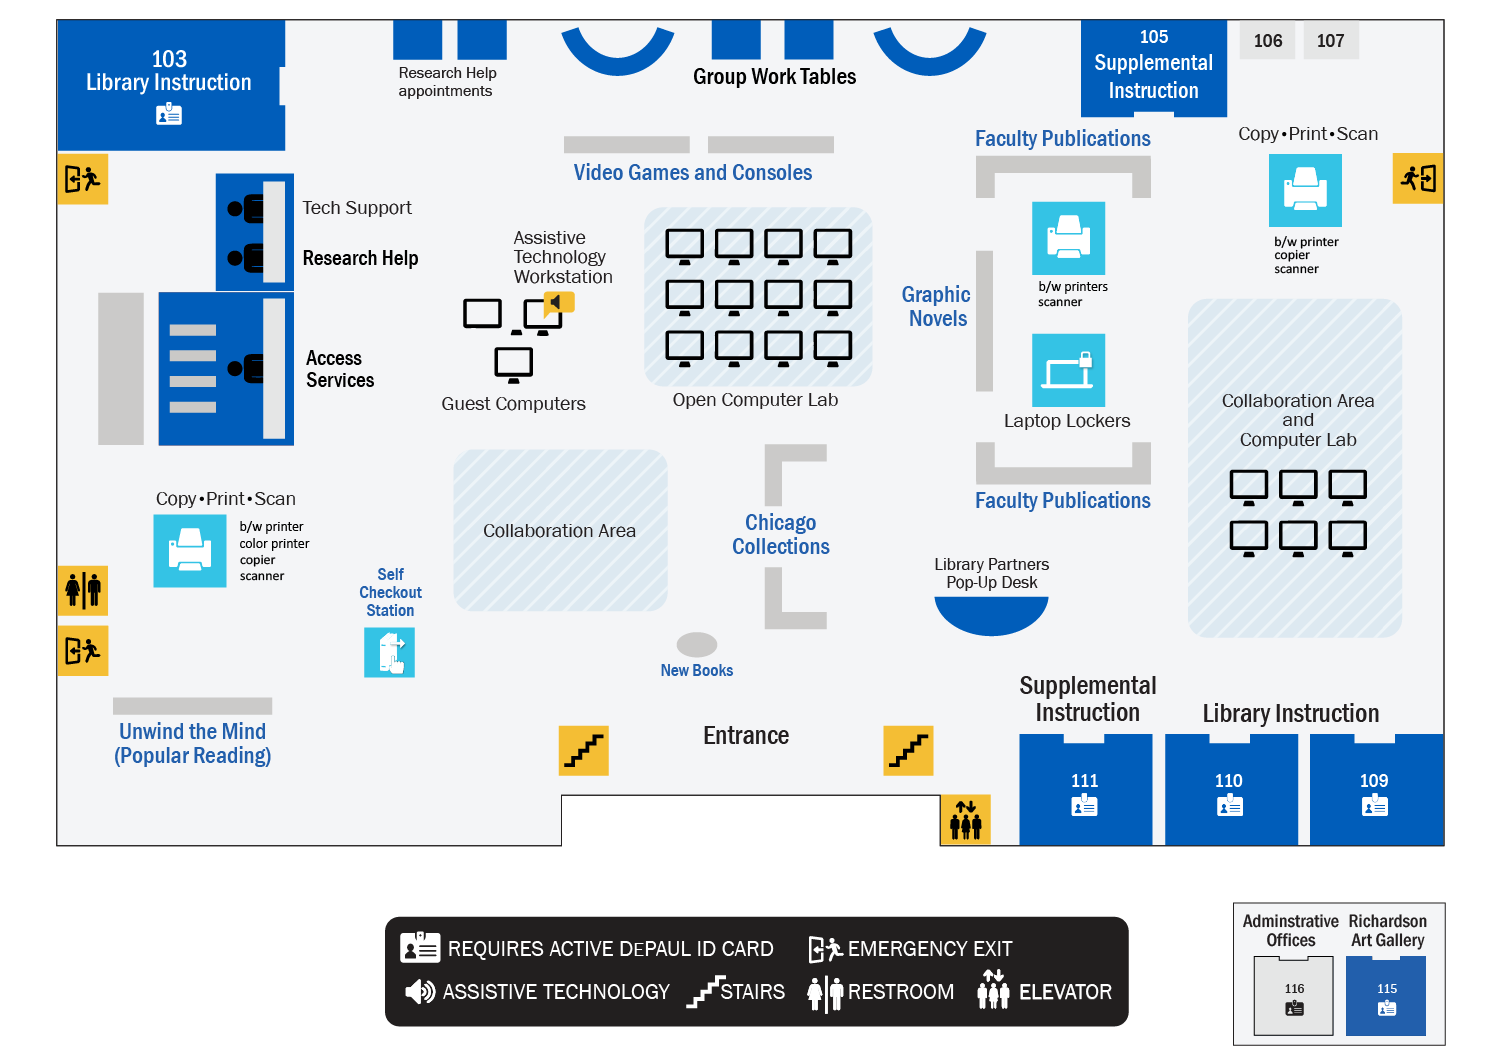 103
Library Instruction
Research Help
appointments
Group Work Tables
105
Supplemental
Instruction
106
107
Copy•Print•Scan
b/w printer
copier
scanner
Faculty Publications
Video Games and Consoles
Tech Support
Research Help
Assistive
Technology
Workstation
Guest Computers
Open Computer Lab
Graphic
Novels
b/w printers
scanner
Laptop Lockers
Faculty Publications
Collaboration Area
and
Computer Lab
Access
Services
Copy•Print•Scan
b/w printer
color printer
copier
scanner
Collaboration Area
Chicago
Collections
Self
Checkout
Station
Library Partners
Pop-Up Desk
New Books
Unwind the Mind
(Popular Reading)
Entrance
Supplemental
Instruction
Library Instruction
111
110
109
REQUIRES ACTIVE DePAUL ID CARD
EMERGENCY EXIT
ASSISTIVE TECHNOLOGY
STAIRS
RESTROOM
ELEVATOR
Adminstrative
Offices
116
Richardson
Art Gallery
115